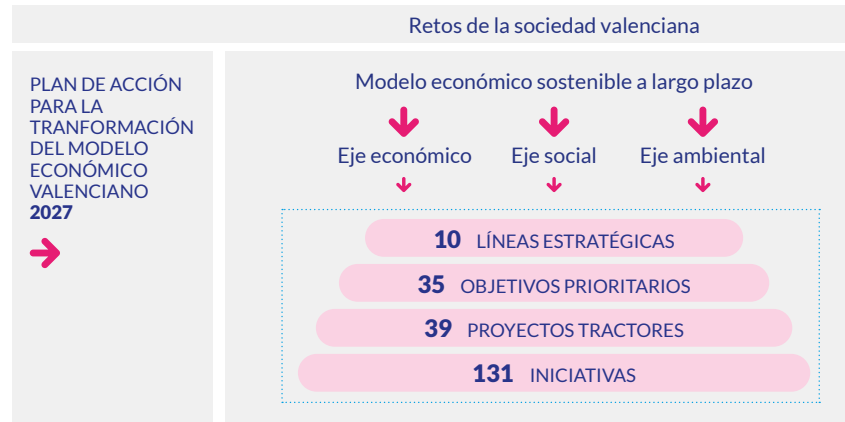 Retos de la sociedad valenciana
PLAN DE ACCIÓN
PARA LA
TRANFORMACIÓN
DEL MODELO
ECONÓMICO
VALENCIANO
2027
Modelo económico sostenible a largo plazo
Eje económico Eje social Eje ambiental
10 LÍNEAS ESTRATÉGICAS
35 OBJETIVOS PRIORITARIOS
39 PROYECTOS TRACTORES
131 INICIATIVAS